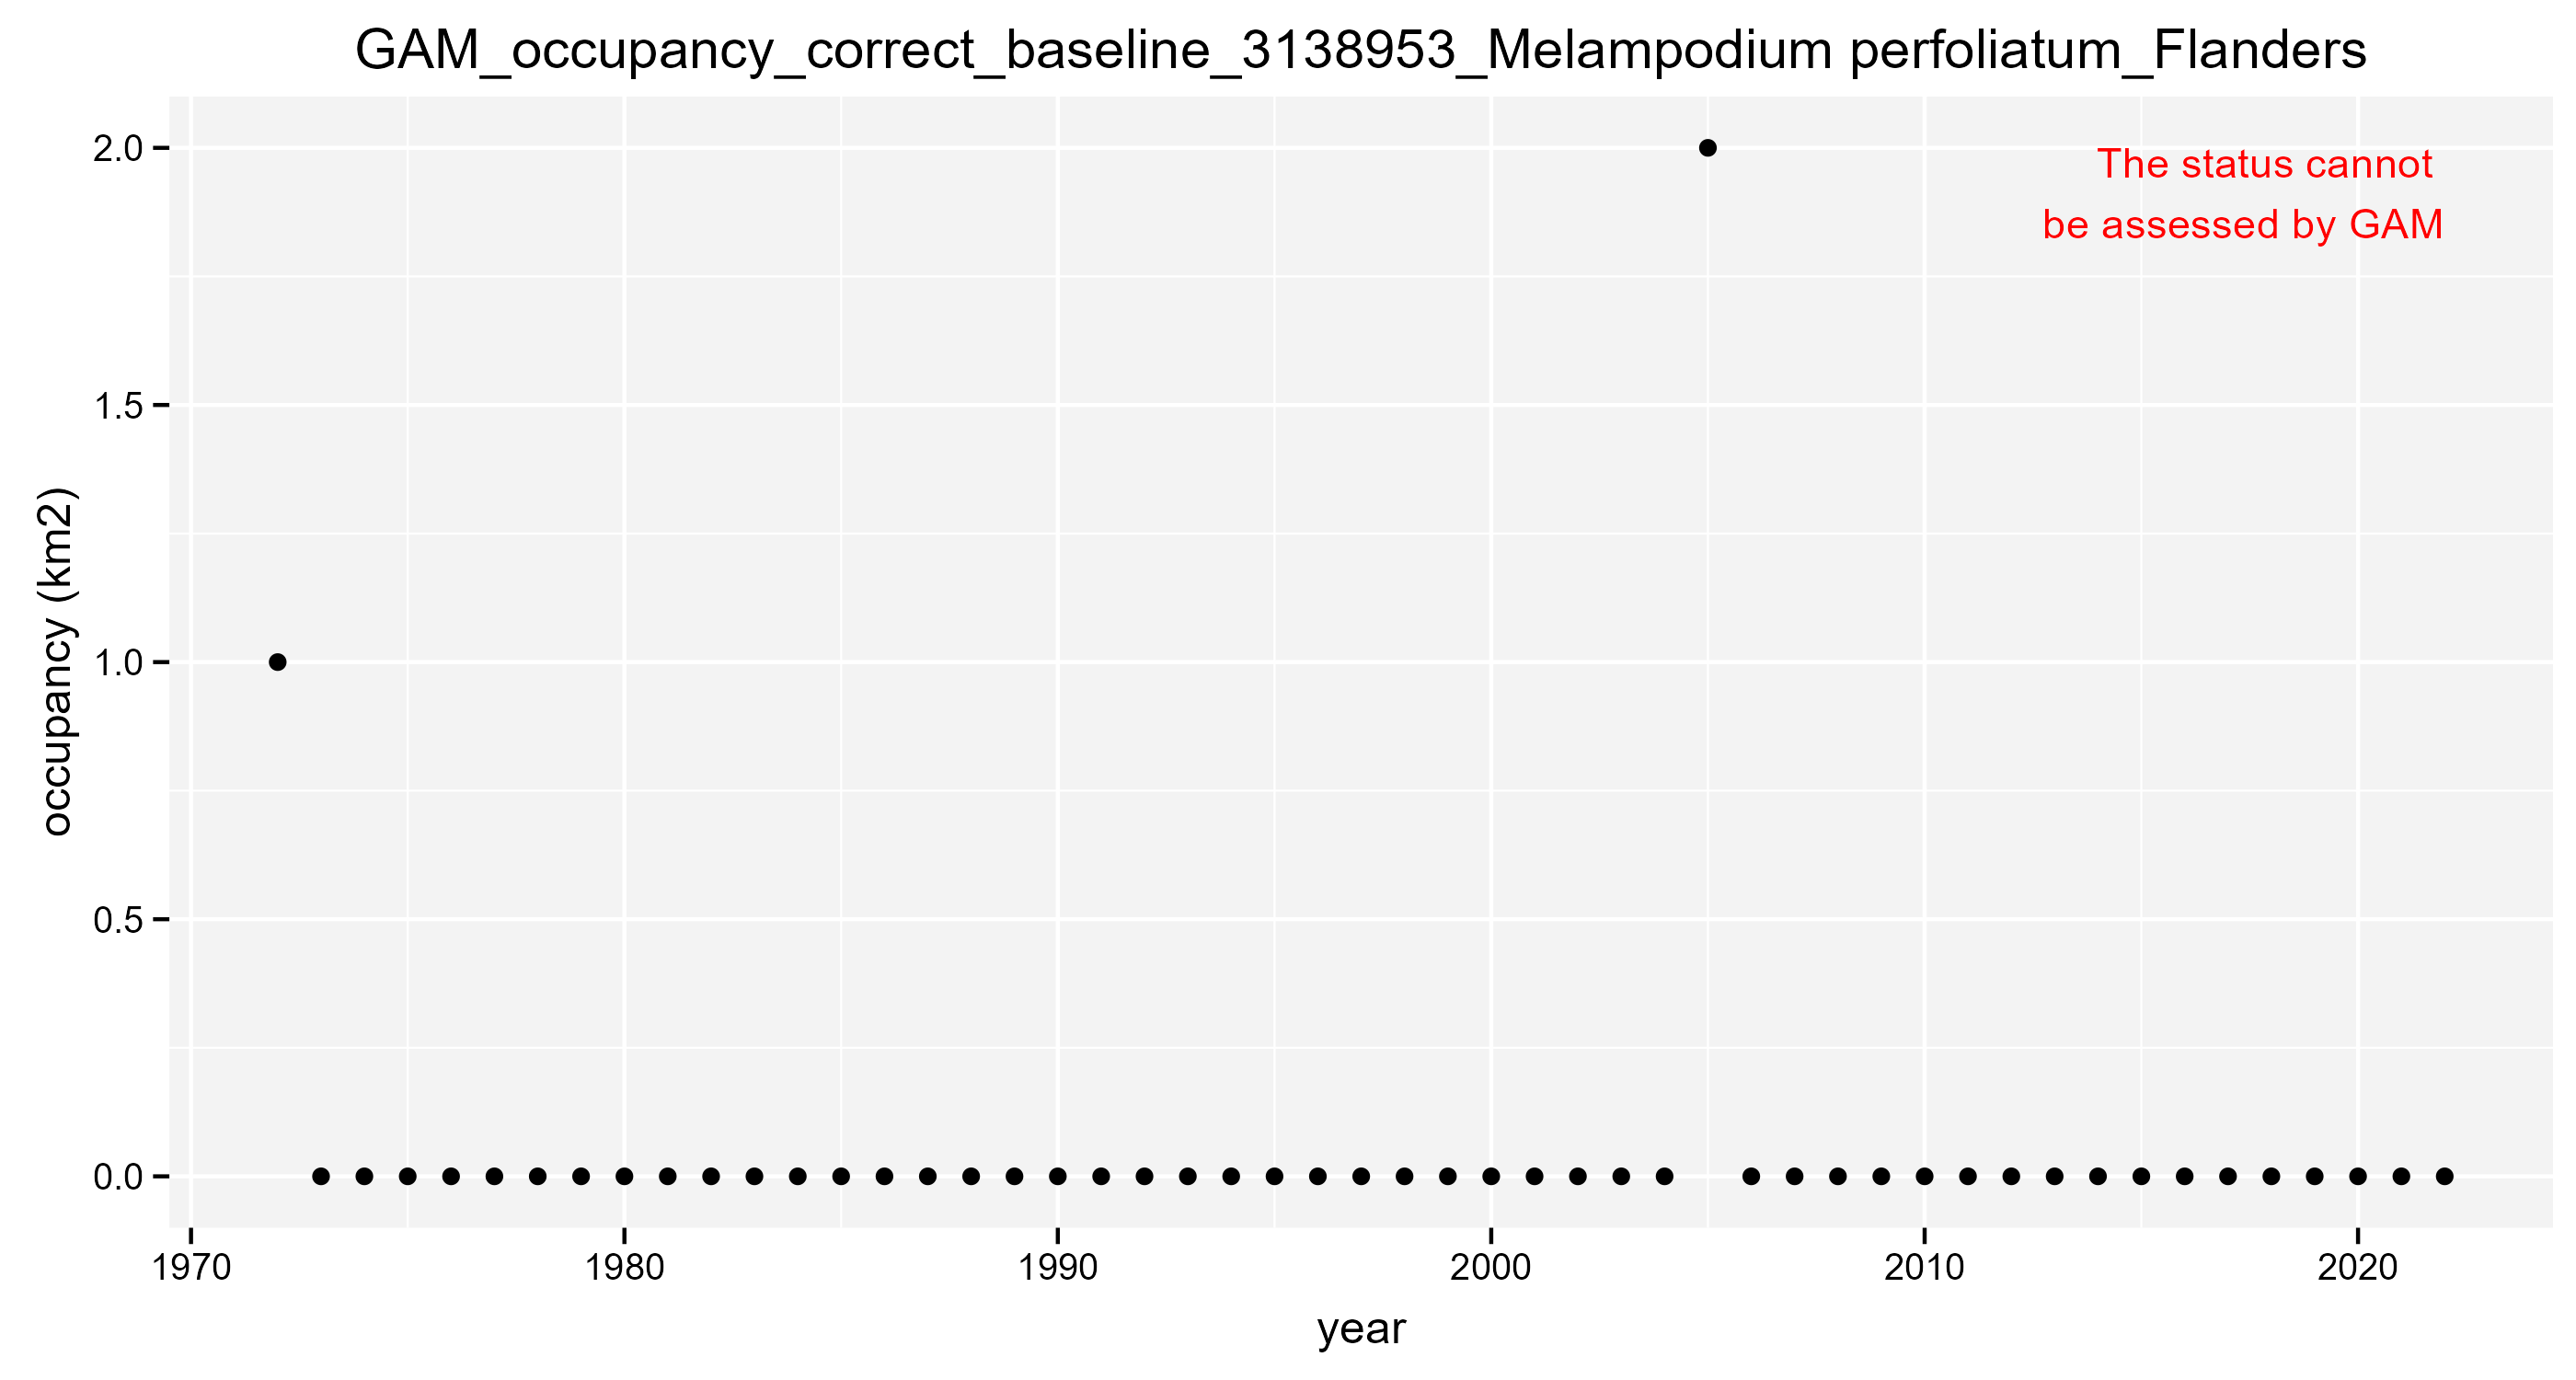 GAM_occupancy_correct_baseline_3138953_Melampodium perfoliatum_Flanders
The status cannot
be assessed by GAM
occupancy (km2)
2.0
1.5
1.0
0.5
0.0
1970 1980 1990 2000 2010 2020
year